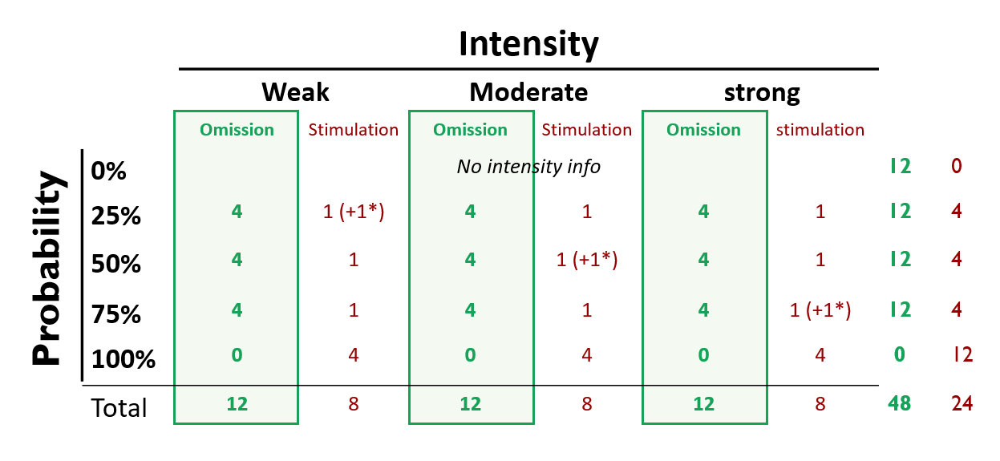 Intensity
Weak Moderate strong
Omission Stimulation Omission Stimulation Omission stimulation
Probability
0% No intensity info 12 0
25% 4 1 (+1*) 4 1 4 1 12 4
50% 4 1 4 1 (+1*) 4 1 12 4
75% 4 1 4 1 4 1 (+1*) 12 4
100% 0 4 0 4 0 4 0 12
Total 12 8 12 8 12 8 48 24